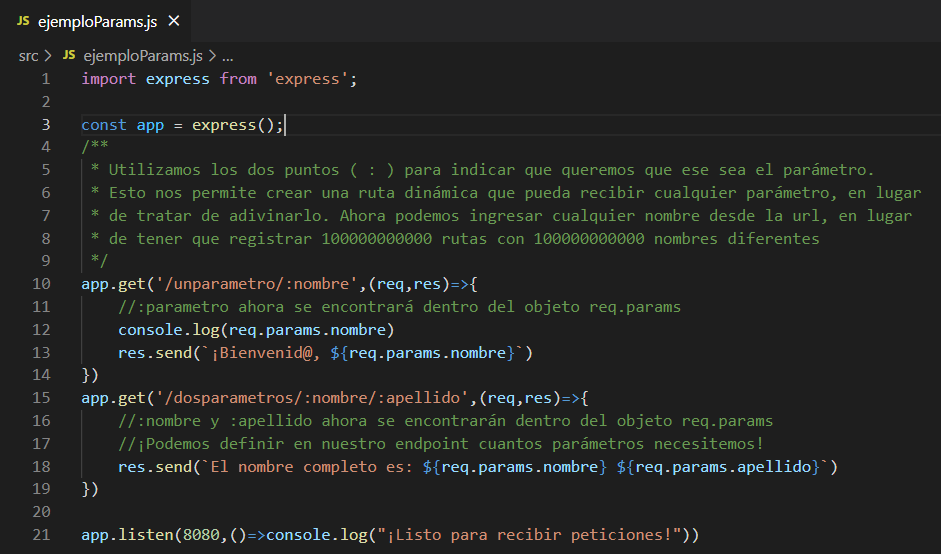 JS ejemploParams.js ×
src > JS ejemploParams.js > ...
1 import express from 'express';
2
3 const app = express();
4 /**
5 * Utilizamos los dos puntos ( : ) para indicar que queremos que ese sea el parámetro.
6 * Esto nos permite crear una ruta dinámica que pueda recibir cualquier parámetro, en lugar
7 * de tratar de adivinarlo. Ahora podemos ingresar cualquier nombre desde la url, en lugar
8 * de tener que registrar 100000000000 rutas con 100000000000 nombres diferentes
9 */
10 app.get('/unparametro/:nombre',(req,res)=>{
11 //:parametro ahora se encontrará dentro del objeto req.params
12 console.log(req.params.nombre)
13 res.send(`¡Bienvenid@, ${req.params.nombre}`)
14 })
15 app.get('/dosparametros/:nombre/:apellido',(req,res)=>{
16 //:nombre y :apellido ahora se encontrarán dentro del objeto req.params
17 //¡Podemos definir en nuestro endpoint cuantos parámetros necesitemos!
18 res.send(`El nombre completo es: ${req.params.nombre} ${req.params.apellido}`)
19 })
20
21 app.listen(8080,()=>console.log("¡Listo para recibir peticiones!"))